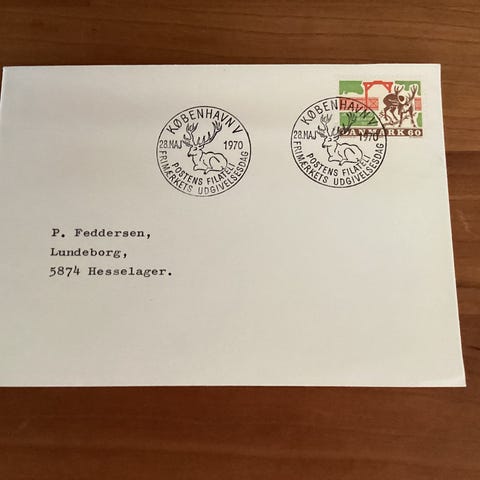 KØBENHAVN V
28.MAJ 1970
POSTENS FILATELI
FRIMÆRKETS UDGIVELSESDAG
KØBENHAVN V
28.MAJ 1970
POSTENS FILATELI
FRIMÆRKETS UDGIVELSESDAG
DANMARK 60
P. Feddersen,
Lundeborg,
5874 Hesselager.